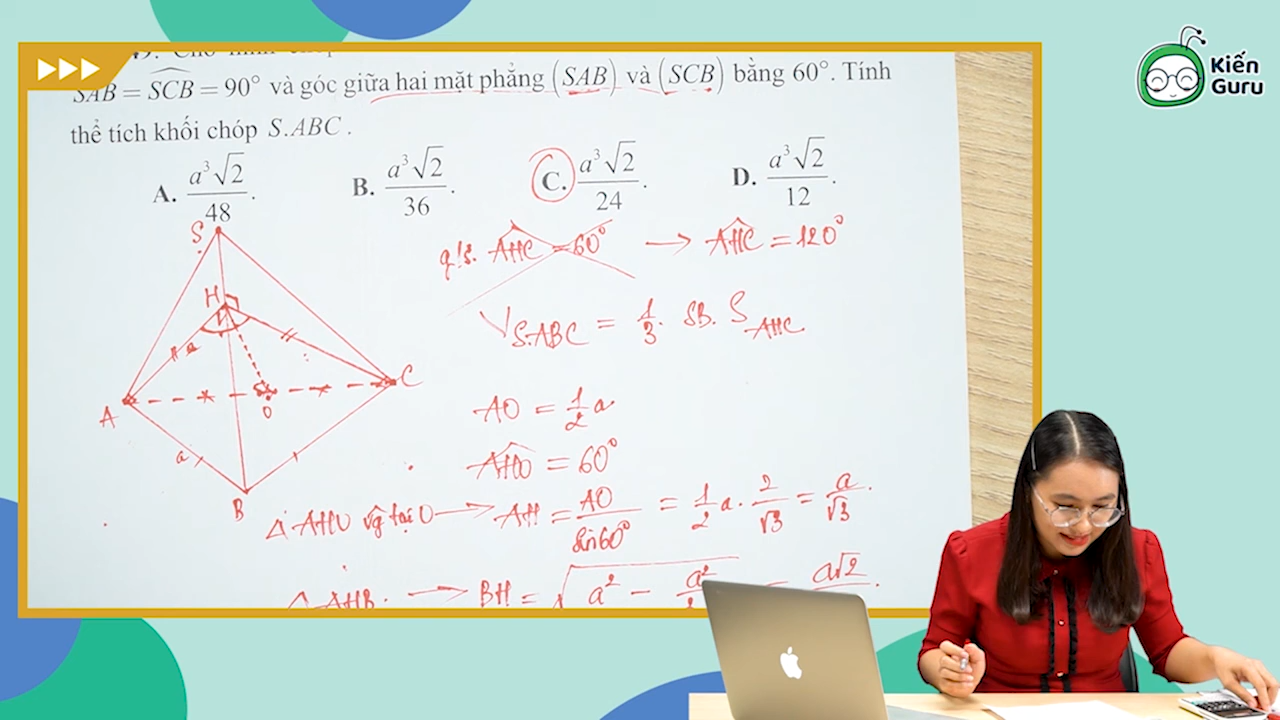 SAB = SCB = 90° và góc giữa hai mặt phẳng (SAB) và (SCB) bằng 60°. Tính
thể tích khối chóp S.ABC .
A. a³√2/48 . B. a³√2/36 . C. a³√2/24 . D. a³√2/12 .
g/s. AHC = 60° → AHC = 120°
V S.ABC = 1/3 . SB. S AHC
AO = 1/2 a
AHO = 60°
Δ AHO vg tại O → AH = AO/sin60° = 1/2 a . 2/√3 = a/√3 .
Δ AHB → BH = √ a² - a² = a√2
S
H
a
A
O
C
a
B
Kiến
Guru